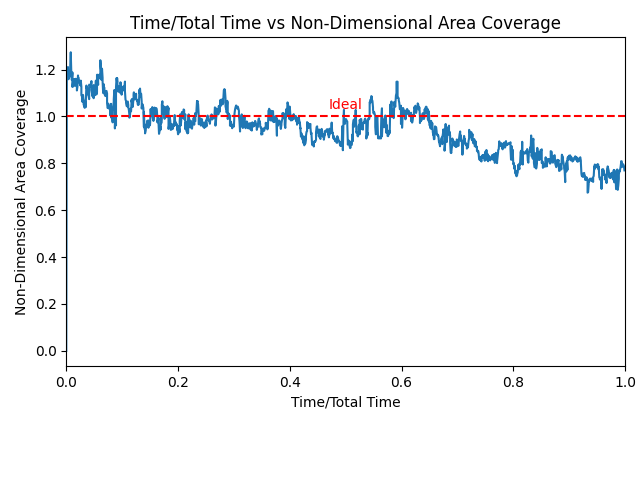 Time/Total Time vs Non-Dimensional Area Coverage
Non-Dimensional Area Coverage
1.2
1.0
0.8
0.6
0.4
0.2
0.0
Ideal
0.0 0.2 0.4 0.6 0.8 1.0
Time/Total Time